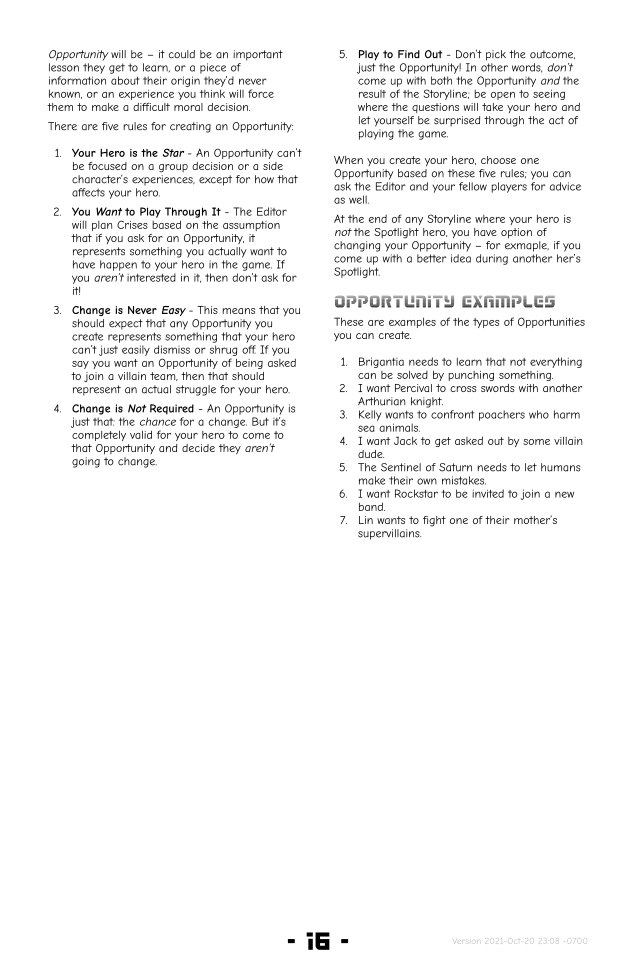 Opportunity will be – it could be an important
lesson they get to learn, or a piece of
information about their origin they'd never
known, or an experience you think will force
them to make a difficult moral decision.
There are five rules for creating an Opportunity:
1. Your Hero is the Star - An Opportunity can't
be focused on a group decision or a side
character's experiences, except for how that
affects your hero.
2. You Want to Play Through It - The Editor
will plan Crises based on the assumption
that if you ask for an Opportunity, it
represents something you actually want to
have happen to your hero in the game. If
you aren't interested in it, then don't ask for
it!
3. Change is Never Easy - This means that you
should expect that any Opportunity you
create represents something that your hero
can't just easily dismiss or shrug off. If you
say you want an Opportunity of being asked
to join a villain team, then that should
represent an actual struggle for your hero.
4. Change is Not Required - An Opportunity is
just that: the chance for a change. But it's
completely valid for your hero to come to
that Opportunity and decide they aren't
going to change.
5. Play to Find Out - Don't pick the outcome,
just the Opportunity! In other words, don't
come up with both the Opportunity and the
result of the Storyline; be open to seeing
where the questions will take your hero and
let yourself be surprised through the act of
playing the game.
When you create your hero, choose one
Opportunity based on these five rules; you can
ask the Editor and your fellow players for advice
as well.
At the end of any Storyline where your hero is
not the Spotlight hero, you have option of
changing your Opportunity – for exmaple, if you
come up with a better idea during another her's
Spotlight.
OPPORTUNITY EXAMPLES
These are examples of the types of Opportunities
you can create.
1. Brigantia needs to learn that not everything
can be solved by punching something.
2. I want Percival to cross swords with another
Arthurian knight.
3. Kelly wants to confront poachers who harm
sea animals.
4. I want Jack to get asked out by some villain
dude.
5. The Sentinel of Saturn needs to let humans
make their own mistakes.
6. I want Rockstar to be invited to join a new
band.
7. Lin wants to fight one of their mother's
supervillains.
- i6 -
Version 2021-Oct-20 23:08 -0700